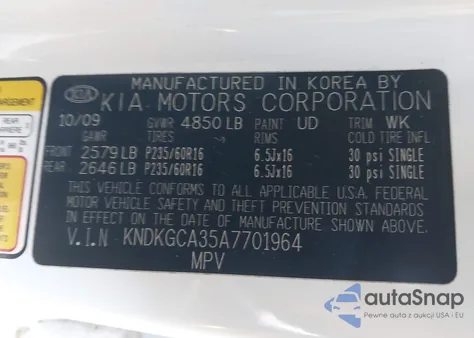 MANUFACTURED IN KOREA BY
KIA KIA MOTORS CORPORATION
10/09 GVWR 4850 LB PAINT UD TRIM WK
GAWR TIRES RIMS COLD TIRE INFL
FRONT 2579 LB P235/60R16 6.5Jx16 30 psi SINGLE
REAR 2646 LB P235/60R16 6.5Jx16 30 psi SINGLE
THIS VEHICLE CONFORMS TO ALL APPLICABLE U.S.A. FEDERAL
MOTOR VEHICLE SAFETY AND THEFT PREVENTION STANDARDS
IN EFFECT ON THE DATE OF MANUFACTURE SHOWN ABOVE.
V.I.N KNDKGCA35A7701964
MPV
autoSnap
Pewne auto z aukcji USA i EU